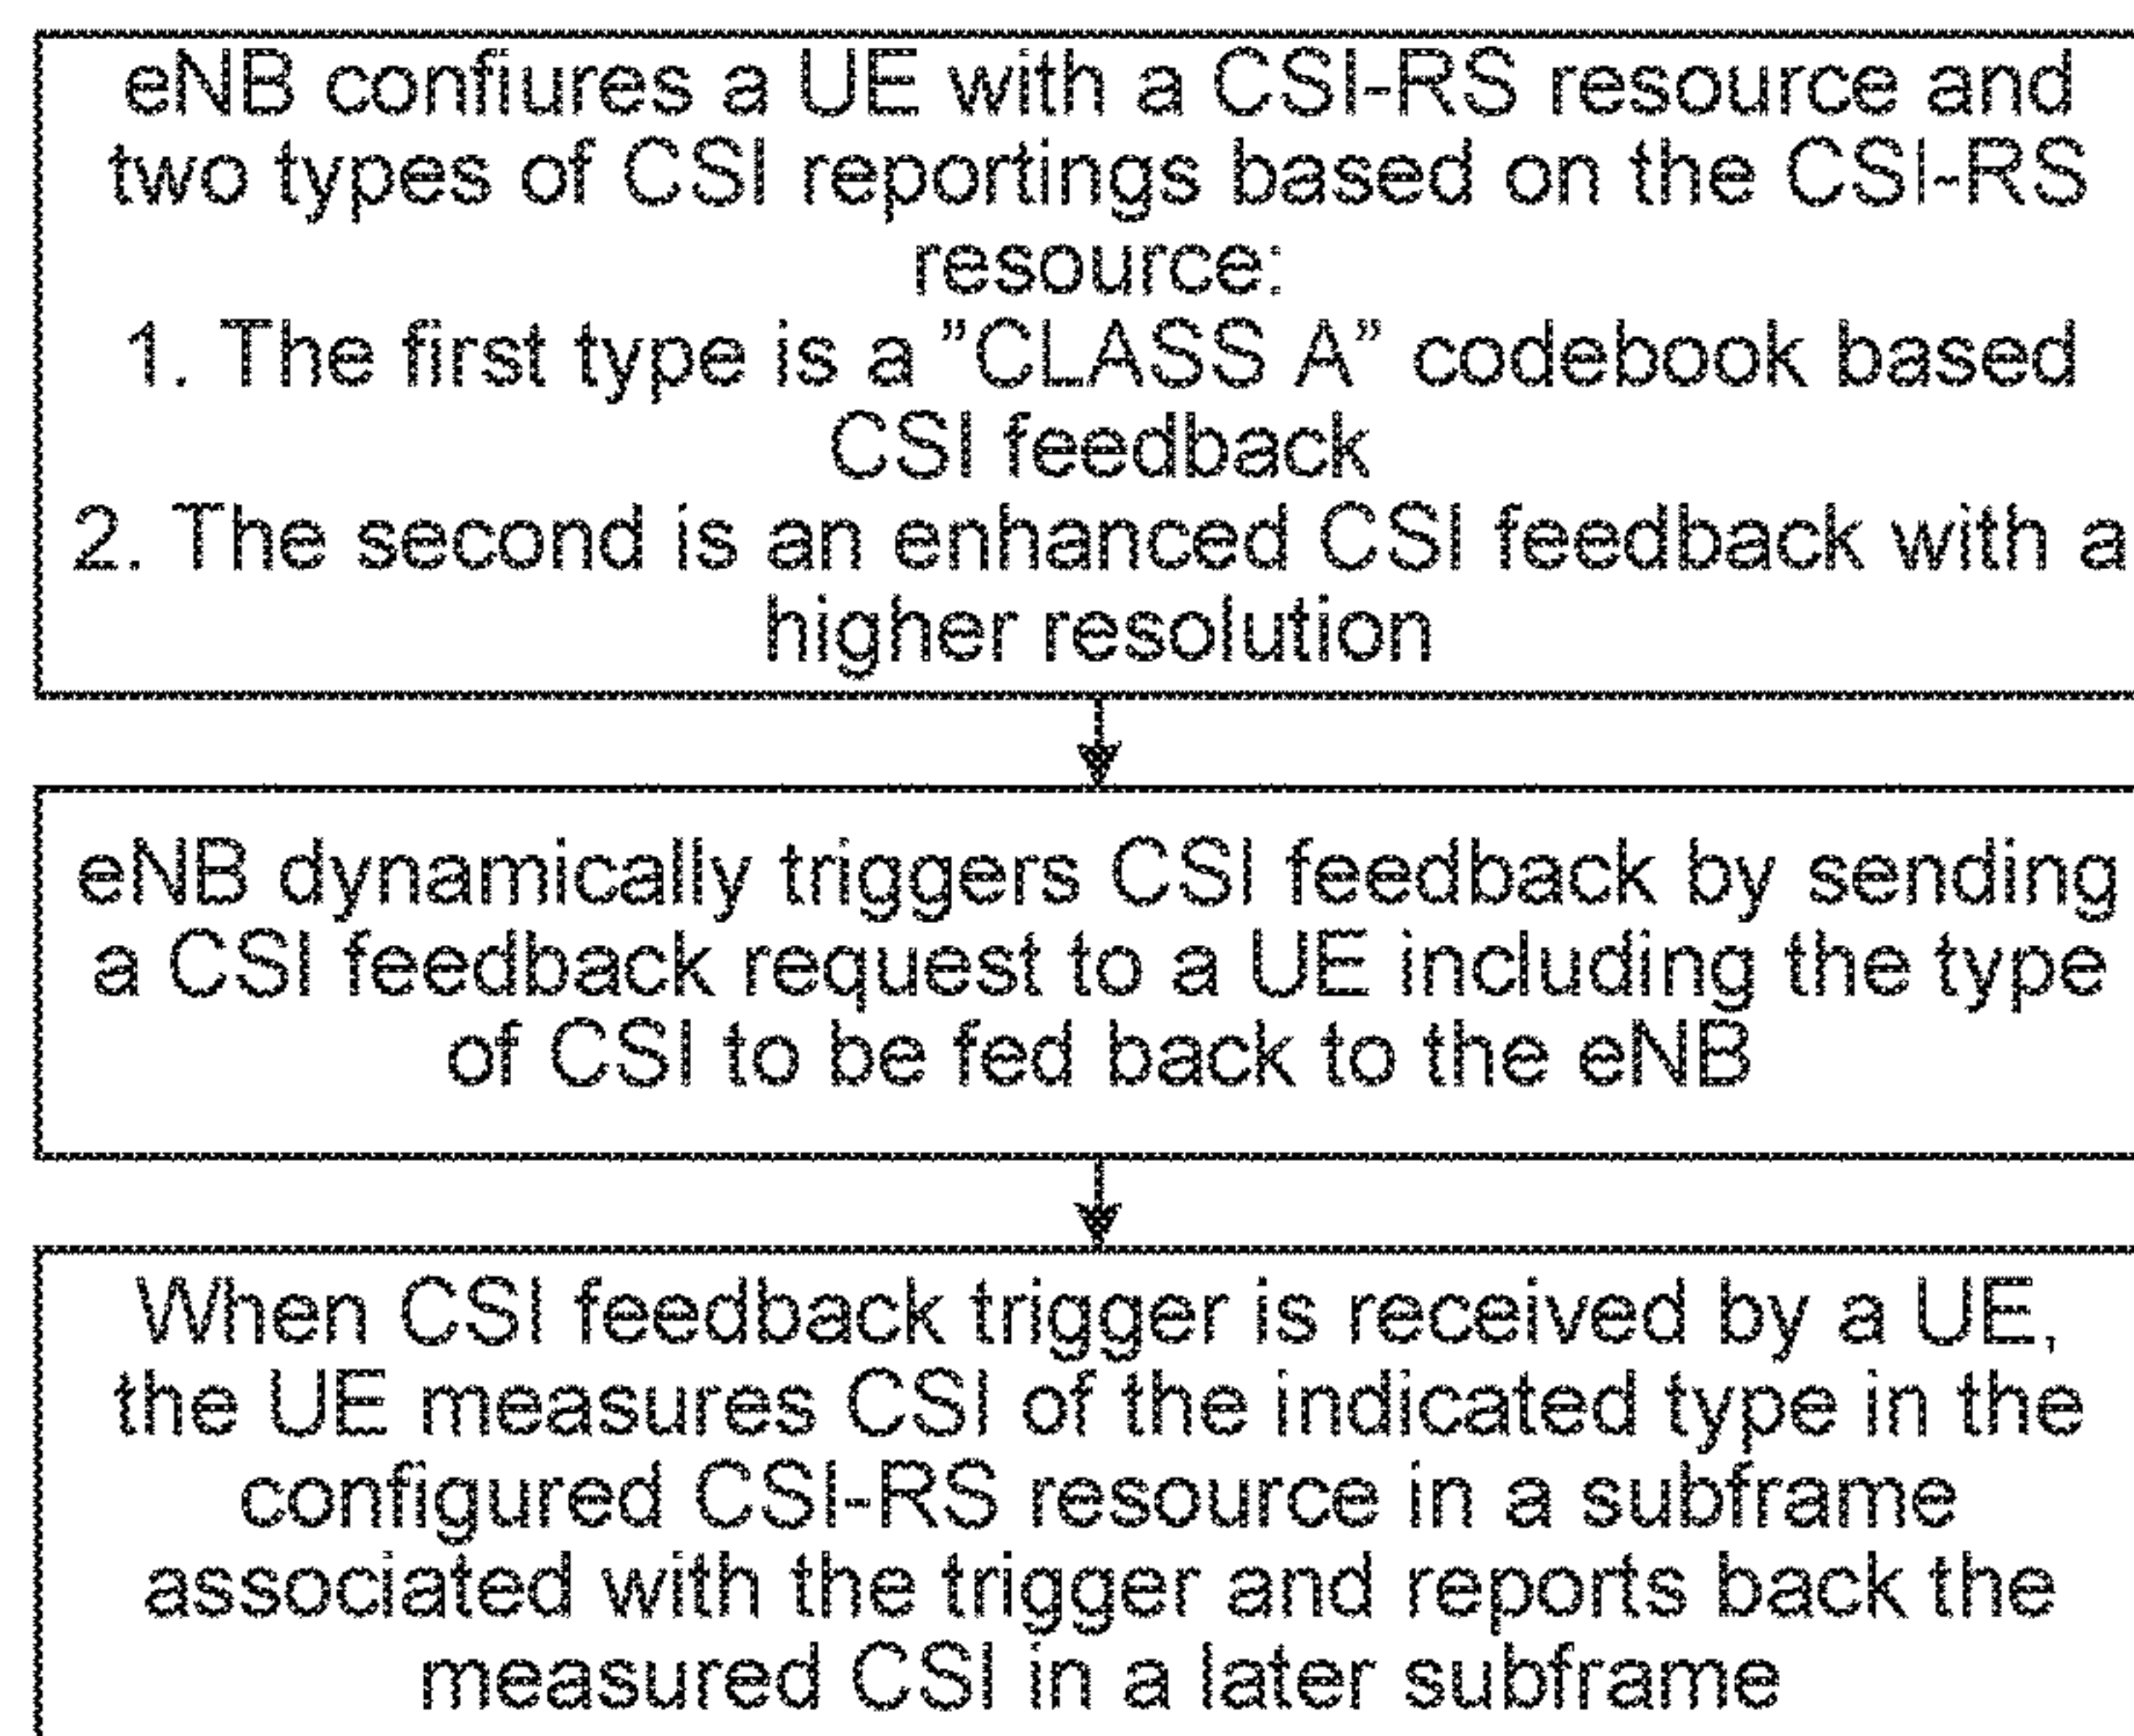 eNB confiures a UE with a CSI-RS resource and
two types of CSI reportings based on the CSI-RS
resource:
1. The first type is a ”CLASS A” codebook based
CSI feedback
2. The second is an enhanced CSI feedback with a
higher resolution
eNB dynamically triggers CSI feedback by sending
a CSI feedback request to a UE including the type
of CSI to be fed back to the eNB
When CSI feedback trigger is received by a UE,
the UE measures CSI of the indicated type in the
configured CSI-RS resource in a subframe
associated with the trigger and reports back the
measured CSI in a later subframe